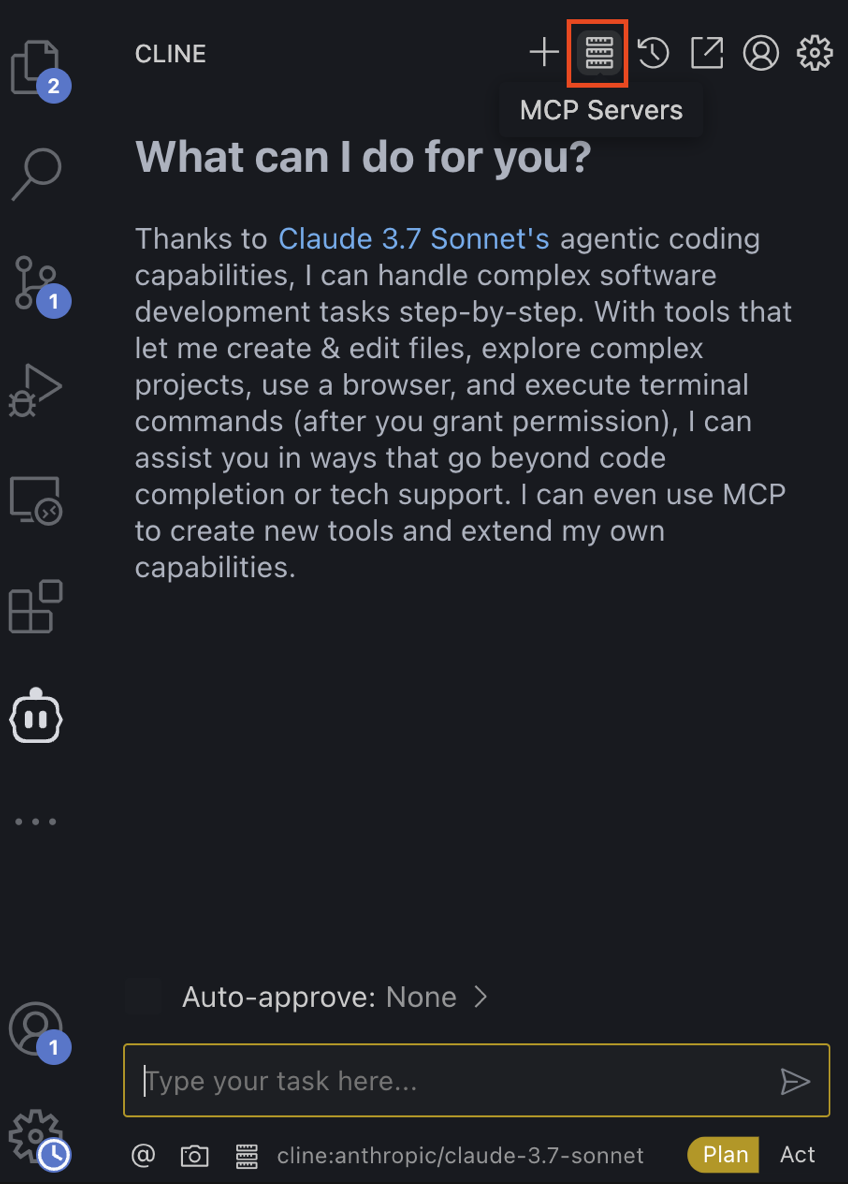 CLINE
MCP Servers
2
What can I do for you?
Thanks to Claude 3.7 Sonnet's agentic coding
capabilities, I can handle complex software
development tasks step-by-step. With tools that
let me create & edit files, explore complex
projects, use a browser, and execute terminal
commands (after you grant permission), I can
assist you in ways that go beyond code
completion or tech support. I can even use MCP
to create new tools and extend my own
capabilities.
1
Auto-approve: None
1
Type your task here...
@ cline:anthropic/claude-3.7-sonnet Plan Act